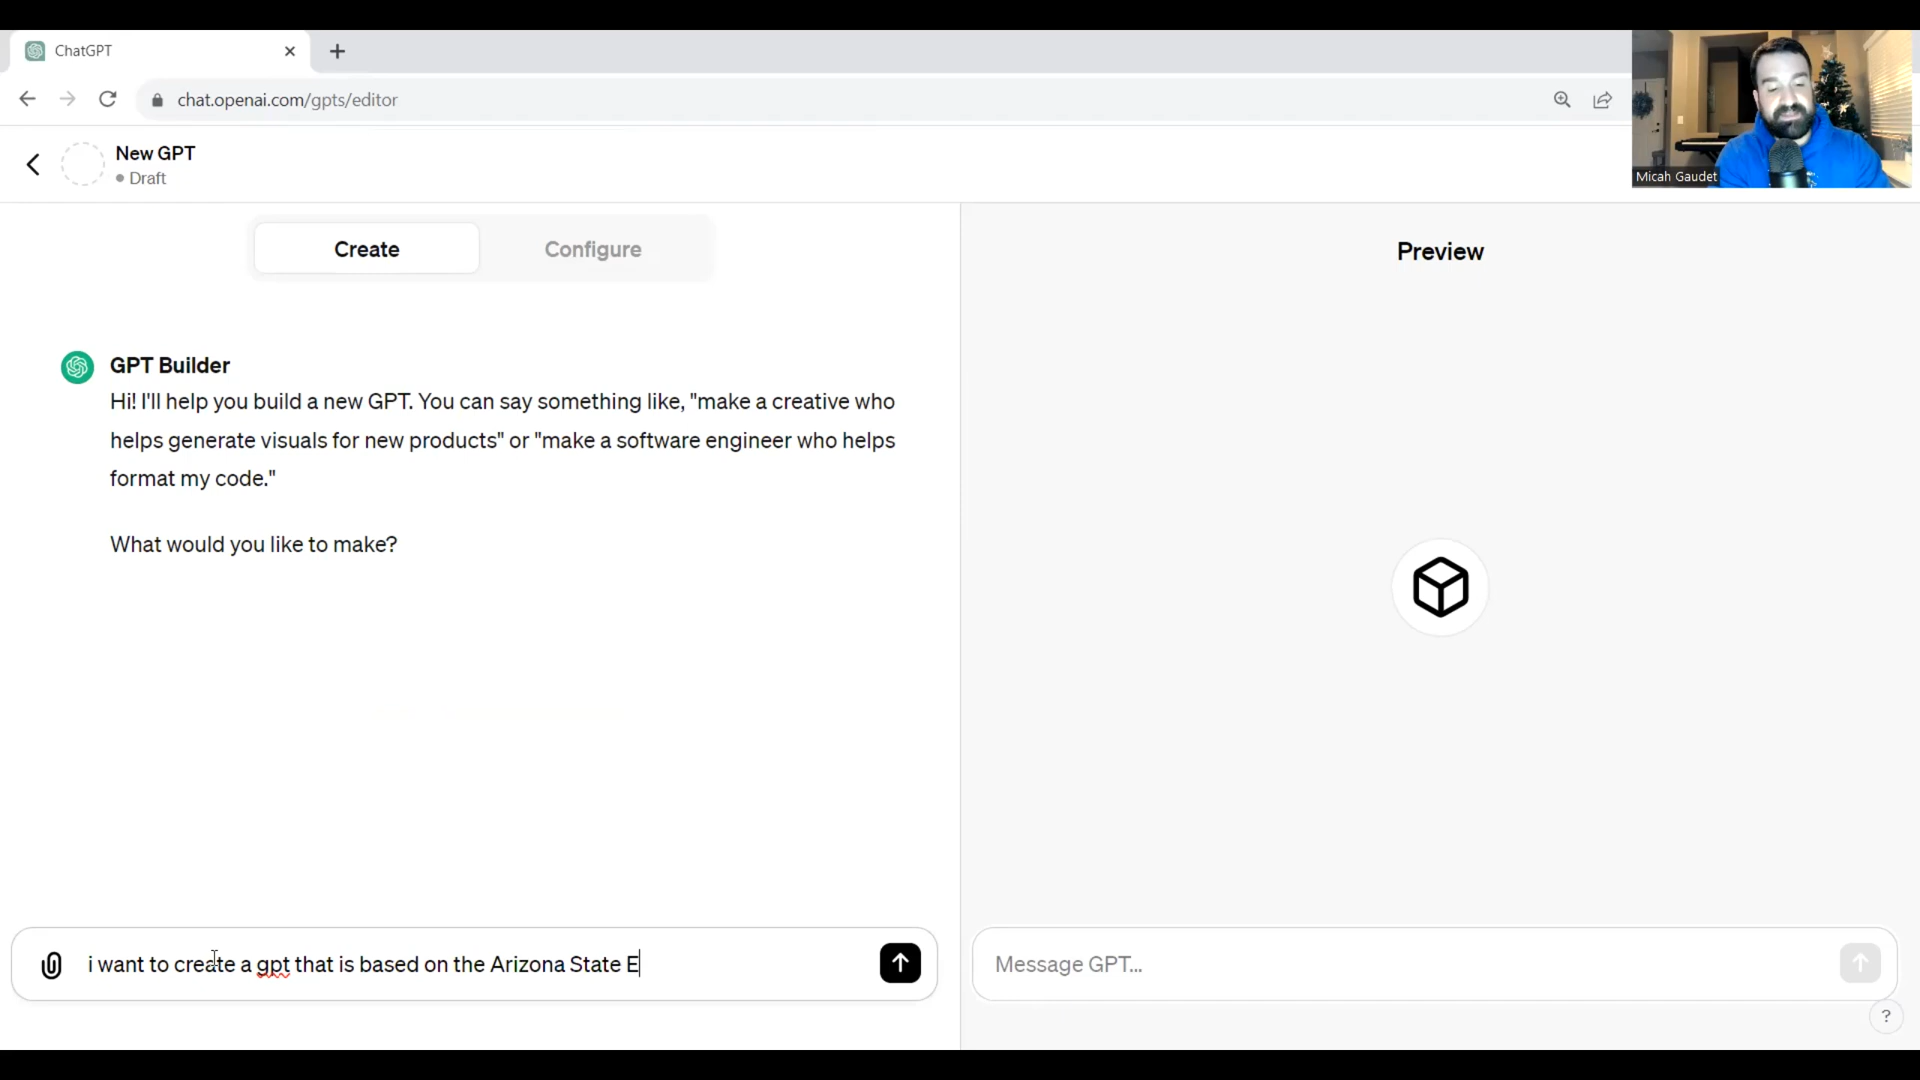 ChatGPT
chat.openai.com/gpts/editor
Micah Gaudet
New GPT
Draft
Create
Configure
Preview
GPT Builder
Hi! I'll help you build a new GPT. You can say something like, "make a creative who
helps generate visuals for new products" or "make a software engineer who helps
format my code."
What would you like to make?
i want to create a gpt that is based on the Arizona State E
Message GPT...
?